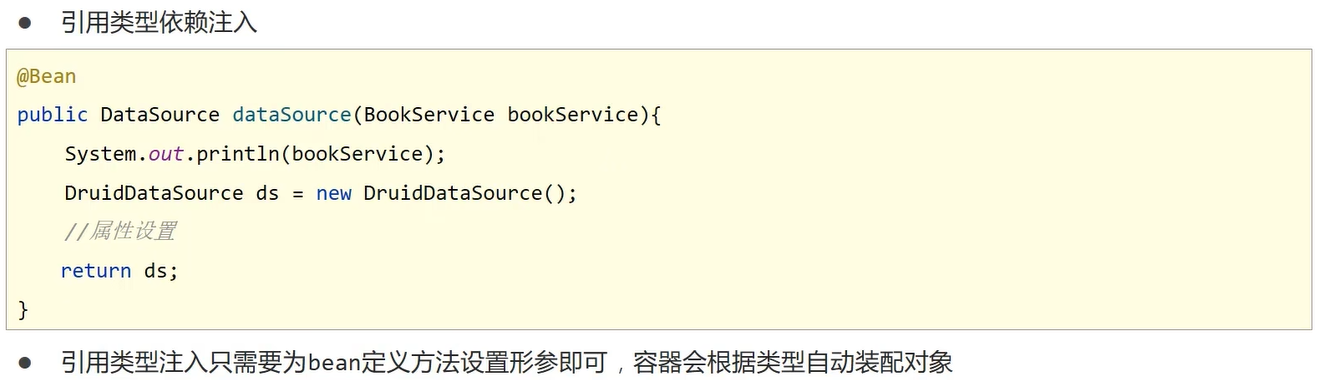 ● 引用类型依赖注入
@Bean
public DataSource dataSource(BookService bookService){
    System.out.println(bookService);
    DruidDataSource ds = new DruidDataSource();
    //属性设置
    return ds;
}
● 引用类型注入只需要为bean定义方法设置形参即可，容器会根据类型自动装配对象